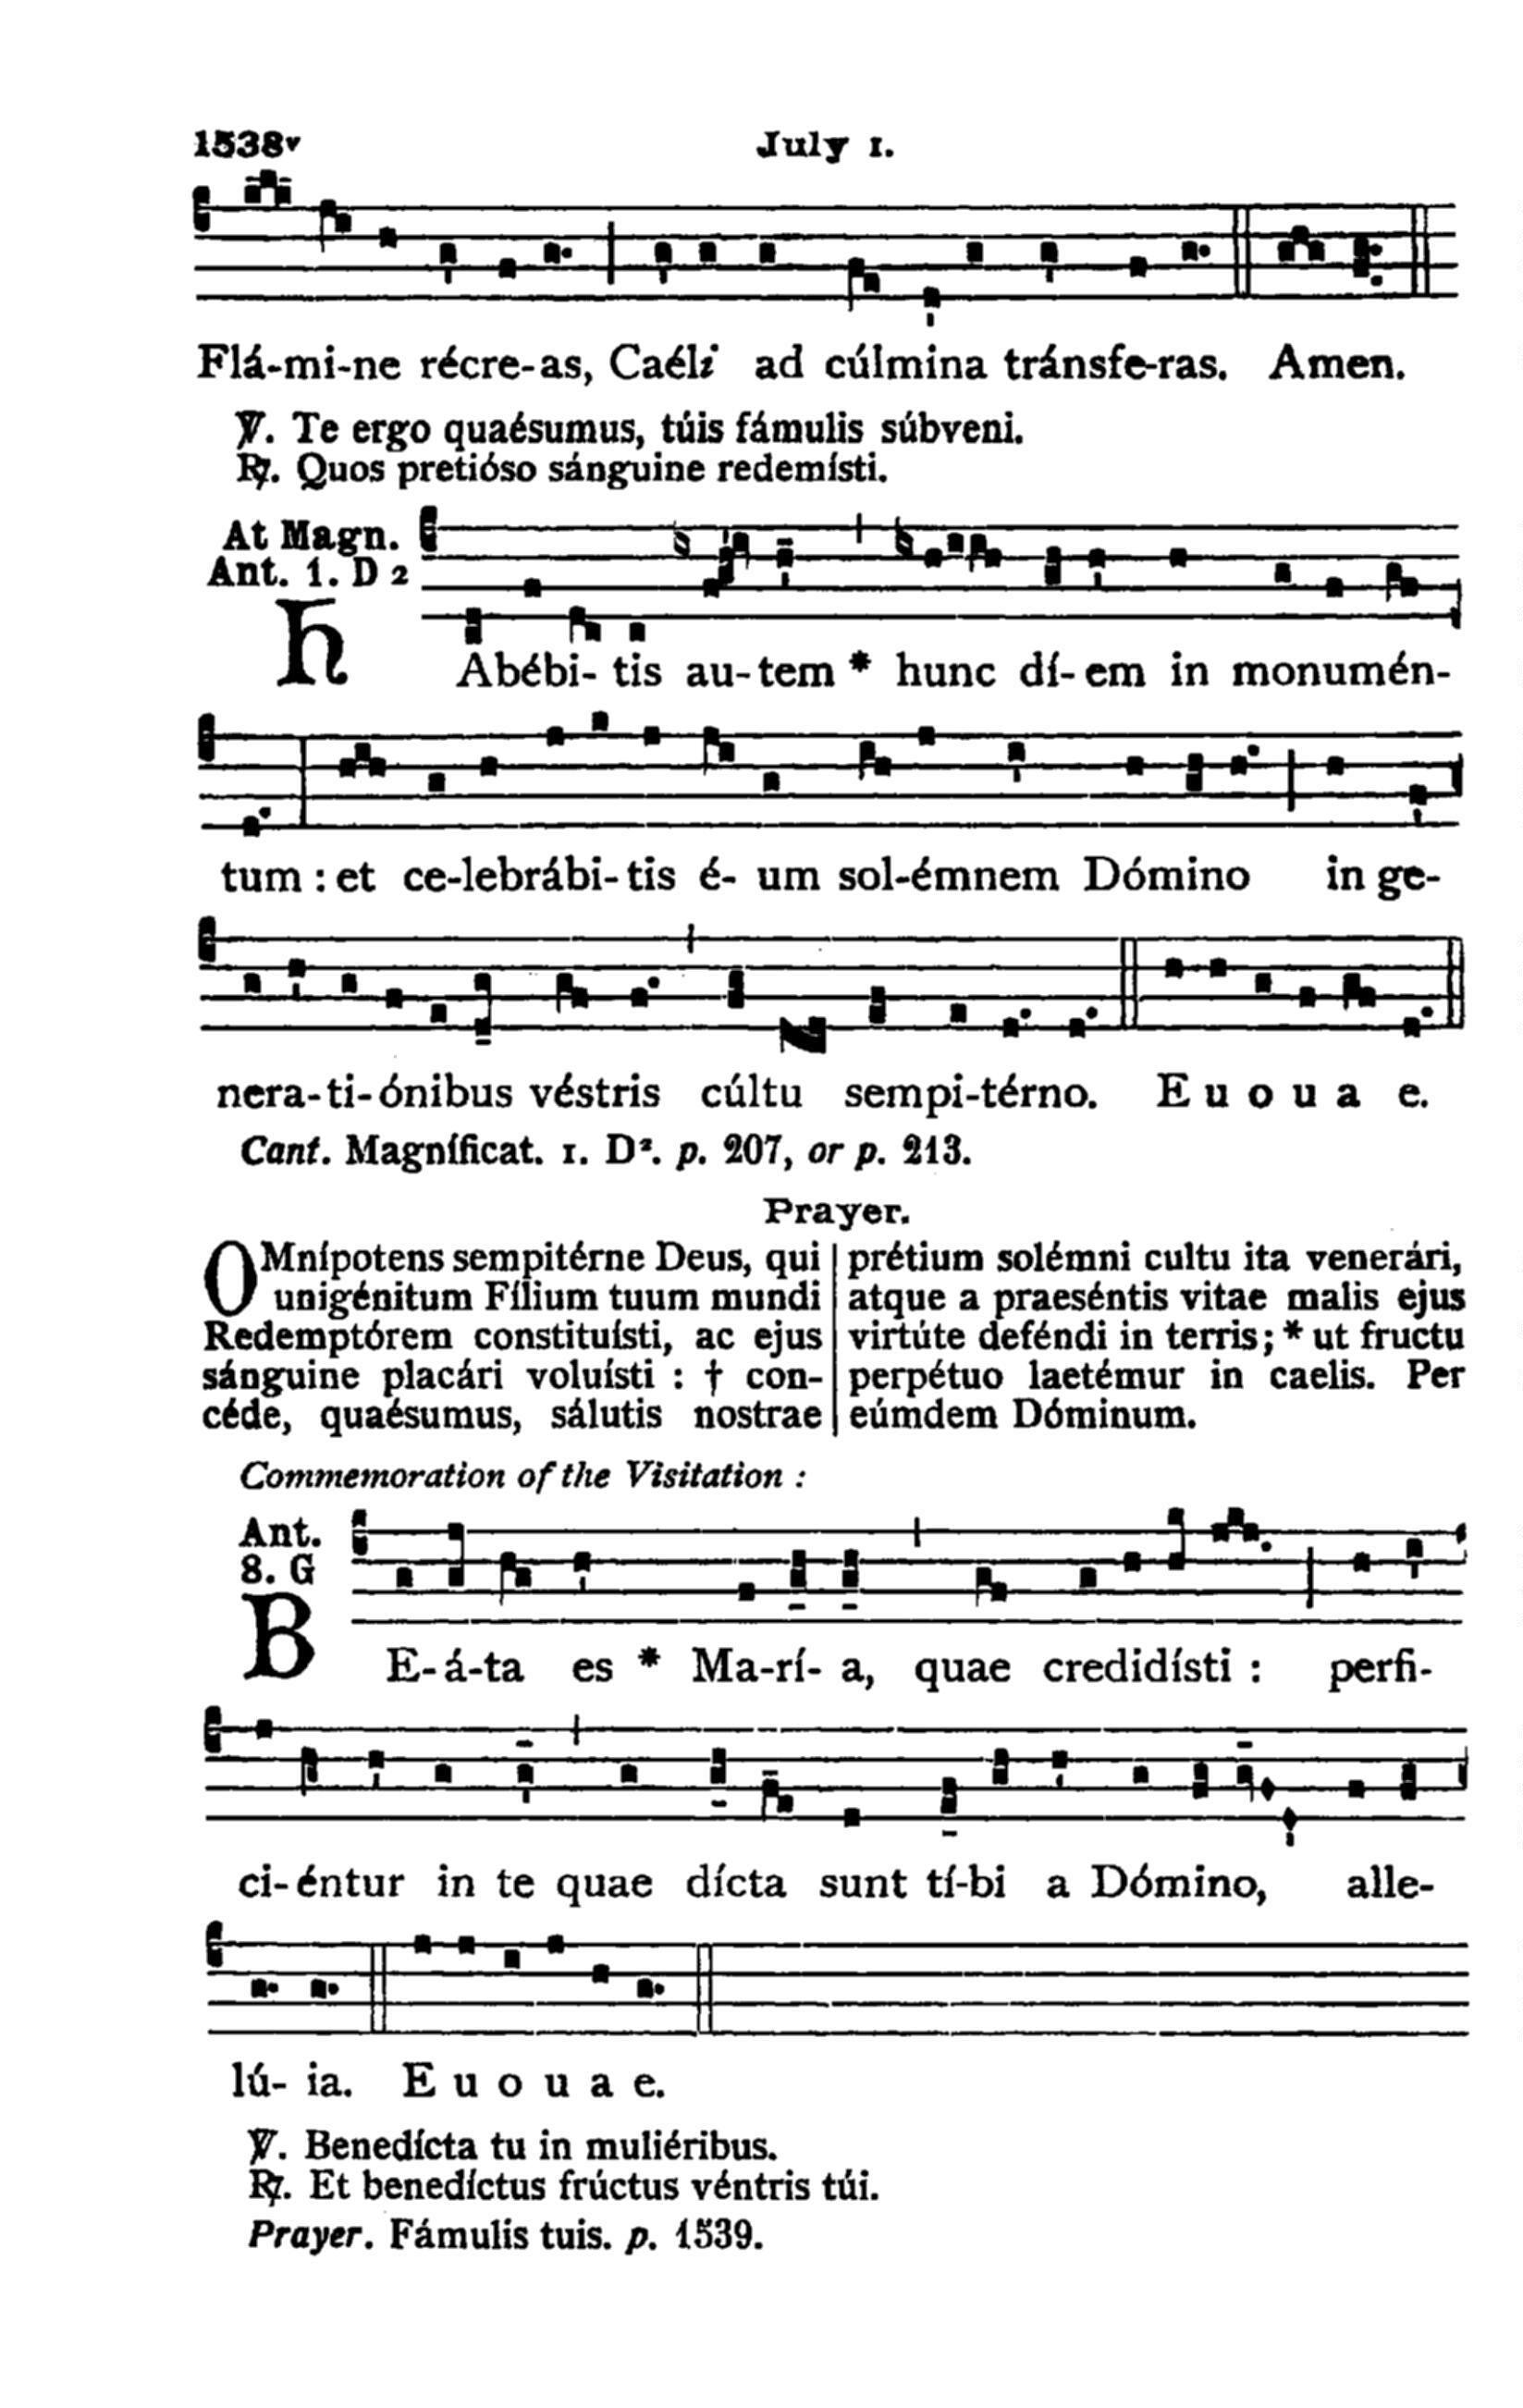 1538v July 1.
Flá-mi-ne récre-as, Caéli ad cúlmina tránsfe-ras. Amen.
℣. Te ergo quaésumus, túis fámulis súbveni.
℟. Quos pretióso sánguine redemísti.
At Magn.
Ant. 1. D 2
HAbébi- tis au-tem * hunc dí-em in monumén-
tum : et ce-lebrábi-tis é- um sol-émnem Dómino in ge-
nera-ti-ónibus véstris cúltu sempi-térno. E u o u a e.
Cant. Magníficat. 1. D². p. 207, or p. 213.
Prayer.
OMnípotens sempitérne Deus, qui
unigénitum Fílium tuum mundi
Redemptórem constituísti, ac ejus
sánguine placári voluísti : † con-
céde, quaésumus, sálutis nostrae
prétium solémni cultu ita venerári,
atque a praeséntis vitae malis ejus
virtúte deféndi in terris; * ut fructu
perpétuo laetémur in caelis. Per
eúmdem Dóminum.
Commemoration of the Visitation :
Ant.
8. G
BE-á-ta es * Ma-rí- a, quae credidísti : perfi-
ci-éntur in te quae dícta sunt tí-bi a Dómino, alle-
lú- ia. E u o u a e.
℣. Benedícta tu in muliéribus.
℟. Et benedíctus frúctus véntris túi.
Prayer. Fámulis tuis. p. 1539.